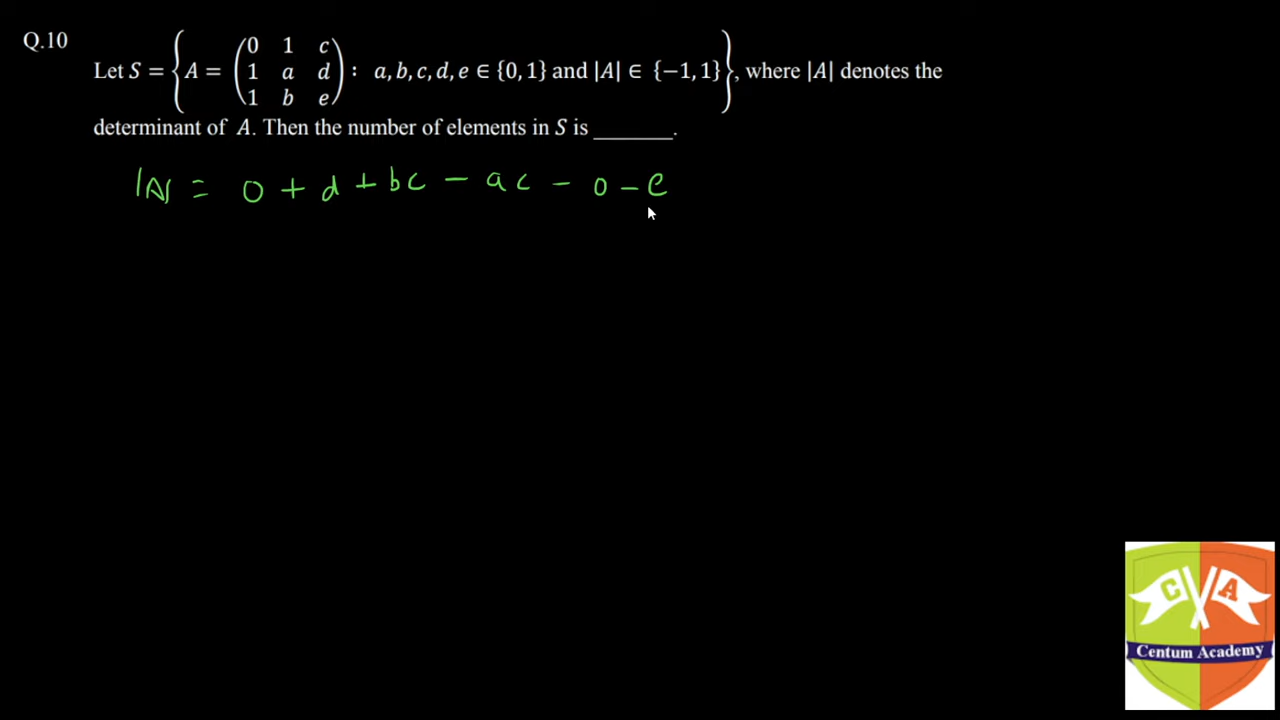 Q.10
Let S = { A = ( 0 1 c
1 a d
1 b e ) : a, b, c, d, e ∈ {0, 1} and |A| ∈ {−1, 1} }, where |A| denotes the
determinant of A. Then the number of elements in S is _______.
|A| = 0 + d + bc − ac − 0 − e
C A
Centum Academy